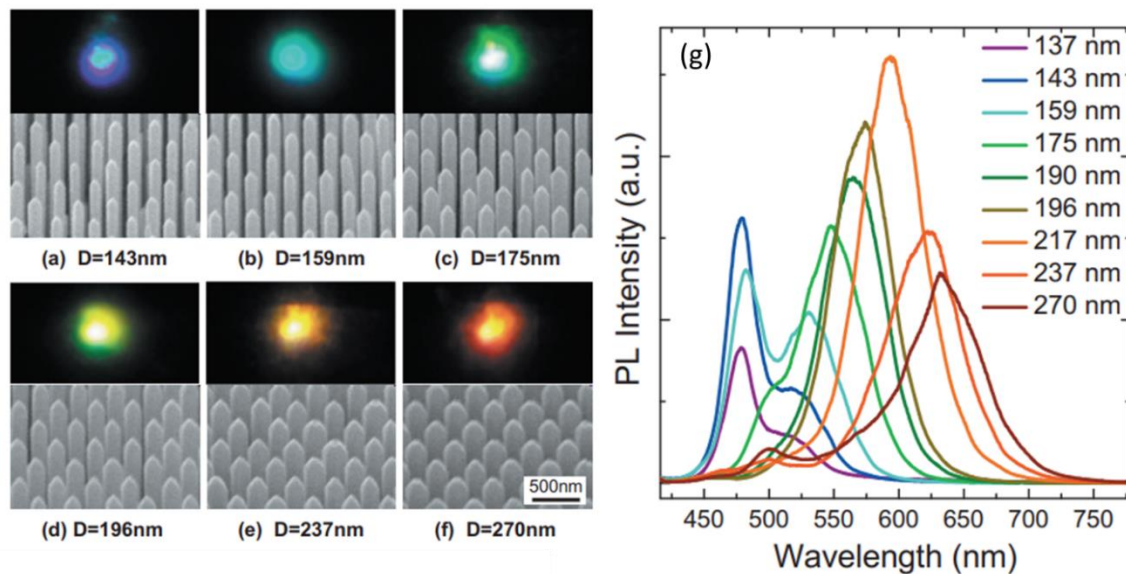 (a) D=143nm
(b) D=159nm
(c) D=175nm
(d) D=196nm
(e) D=237nm
(f) D=270nm
500nm
(g)
PL Intensity (a.u.)
137 nm
143 nm
159 nm
175 nm
190 nm
196 nm
217 nm
237 nm
270 nm
450 500 550 600 650 700 750
Wavelength (nm)